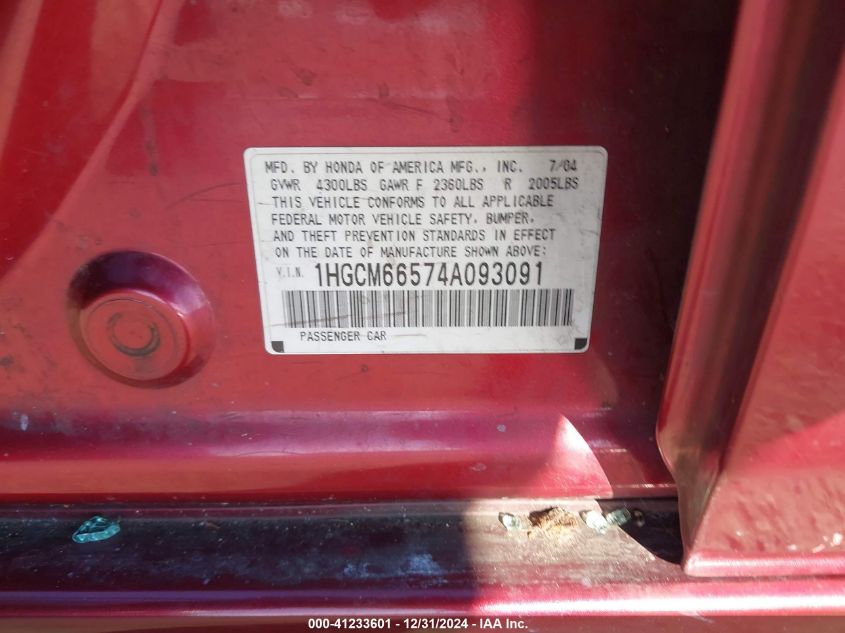 MFD. BY HONDA OF AMERICA MFG., INC. 7/04
GVWR 4300LBS GAWR F 2360LBS R 2005LBS
THIS VEHICLE CONFORMS TO ALL APPLICABLE
FEDERAL MOTOR VEHICLE SAFETY, BUMPER,
AND THEFT PREVENTION STANDARDS IN EFFECT
ON THE DATE OF MANUFACTURE SHOWN ABOVE:
V.I.N. 1HGCM66574A093091
PASSENGER CAR
000-41233601 - 12/31/2024 - IAA Inc.